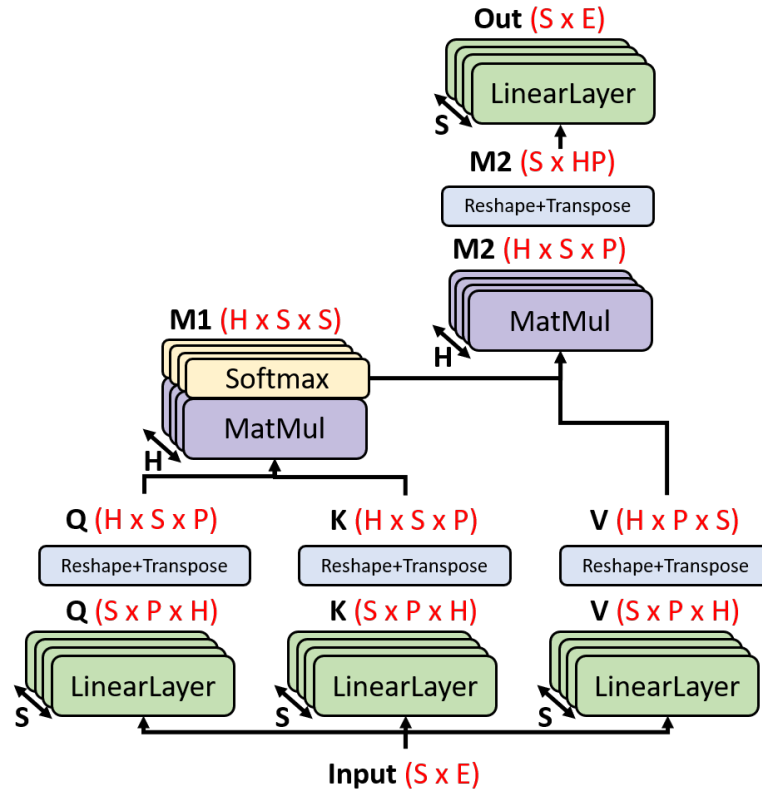 Out (S x E)
LinearLayer
S
M2 (S x HP)
Reshape+Transpose
M2 (H x S x P)
MatMul
H
M1 (H x S x S)
Softmax
MatMul
H
Q (H x S x P) K (H x S x P) V (H x P x S)
Reshape+Transpose Reshape+Transpose Reshape+Transpose
Q (S x P x H) K (S x P x H) V (S x P x H)
LinearLayer LinearLayer LinearLayer
S S S
Input (S x E)